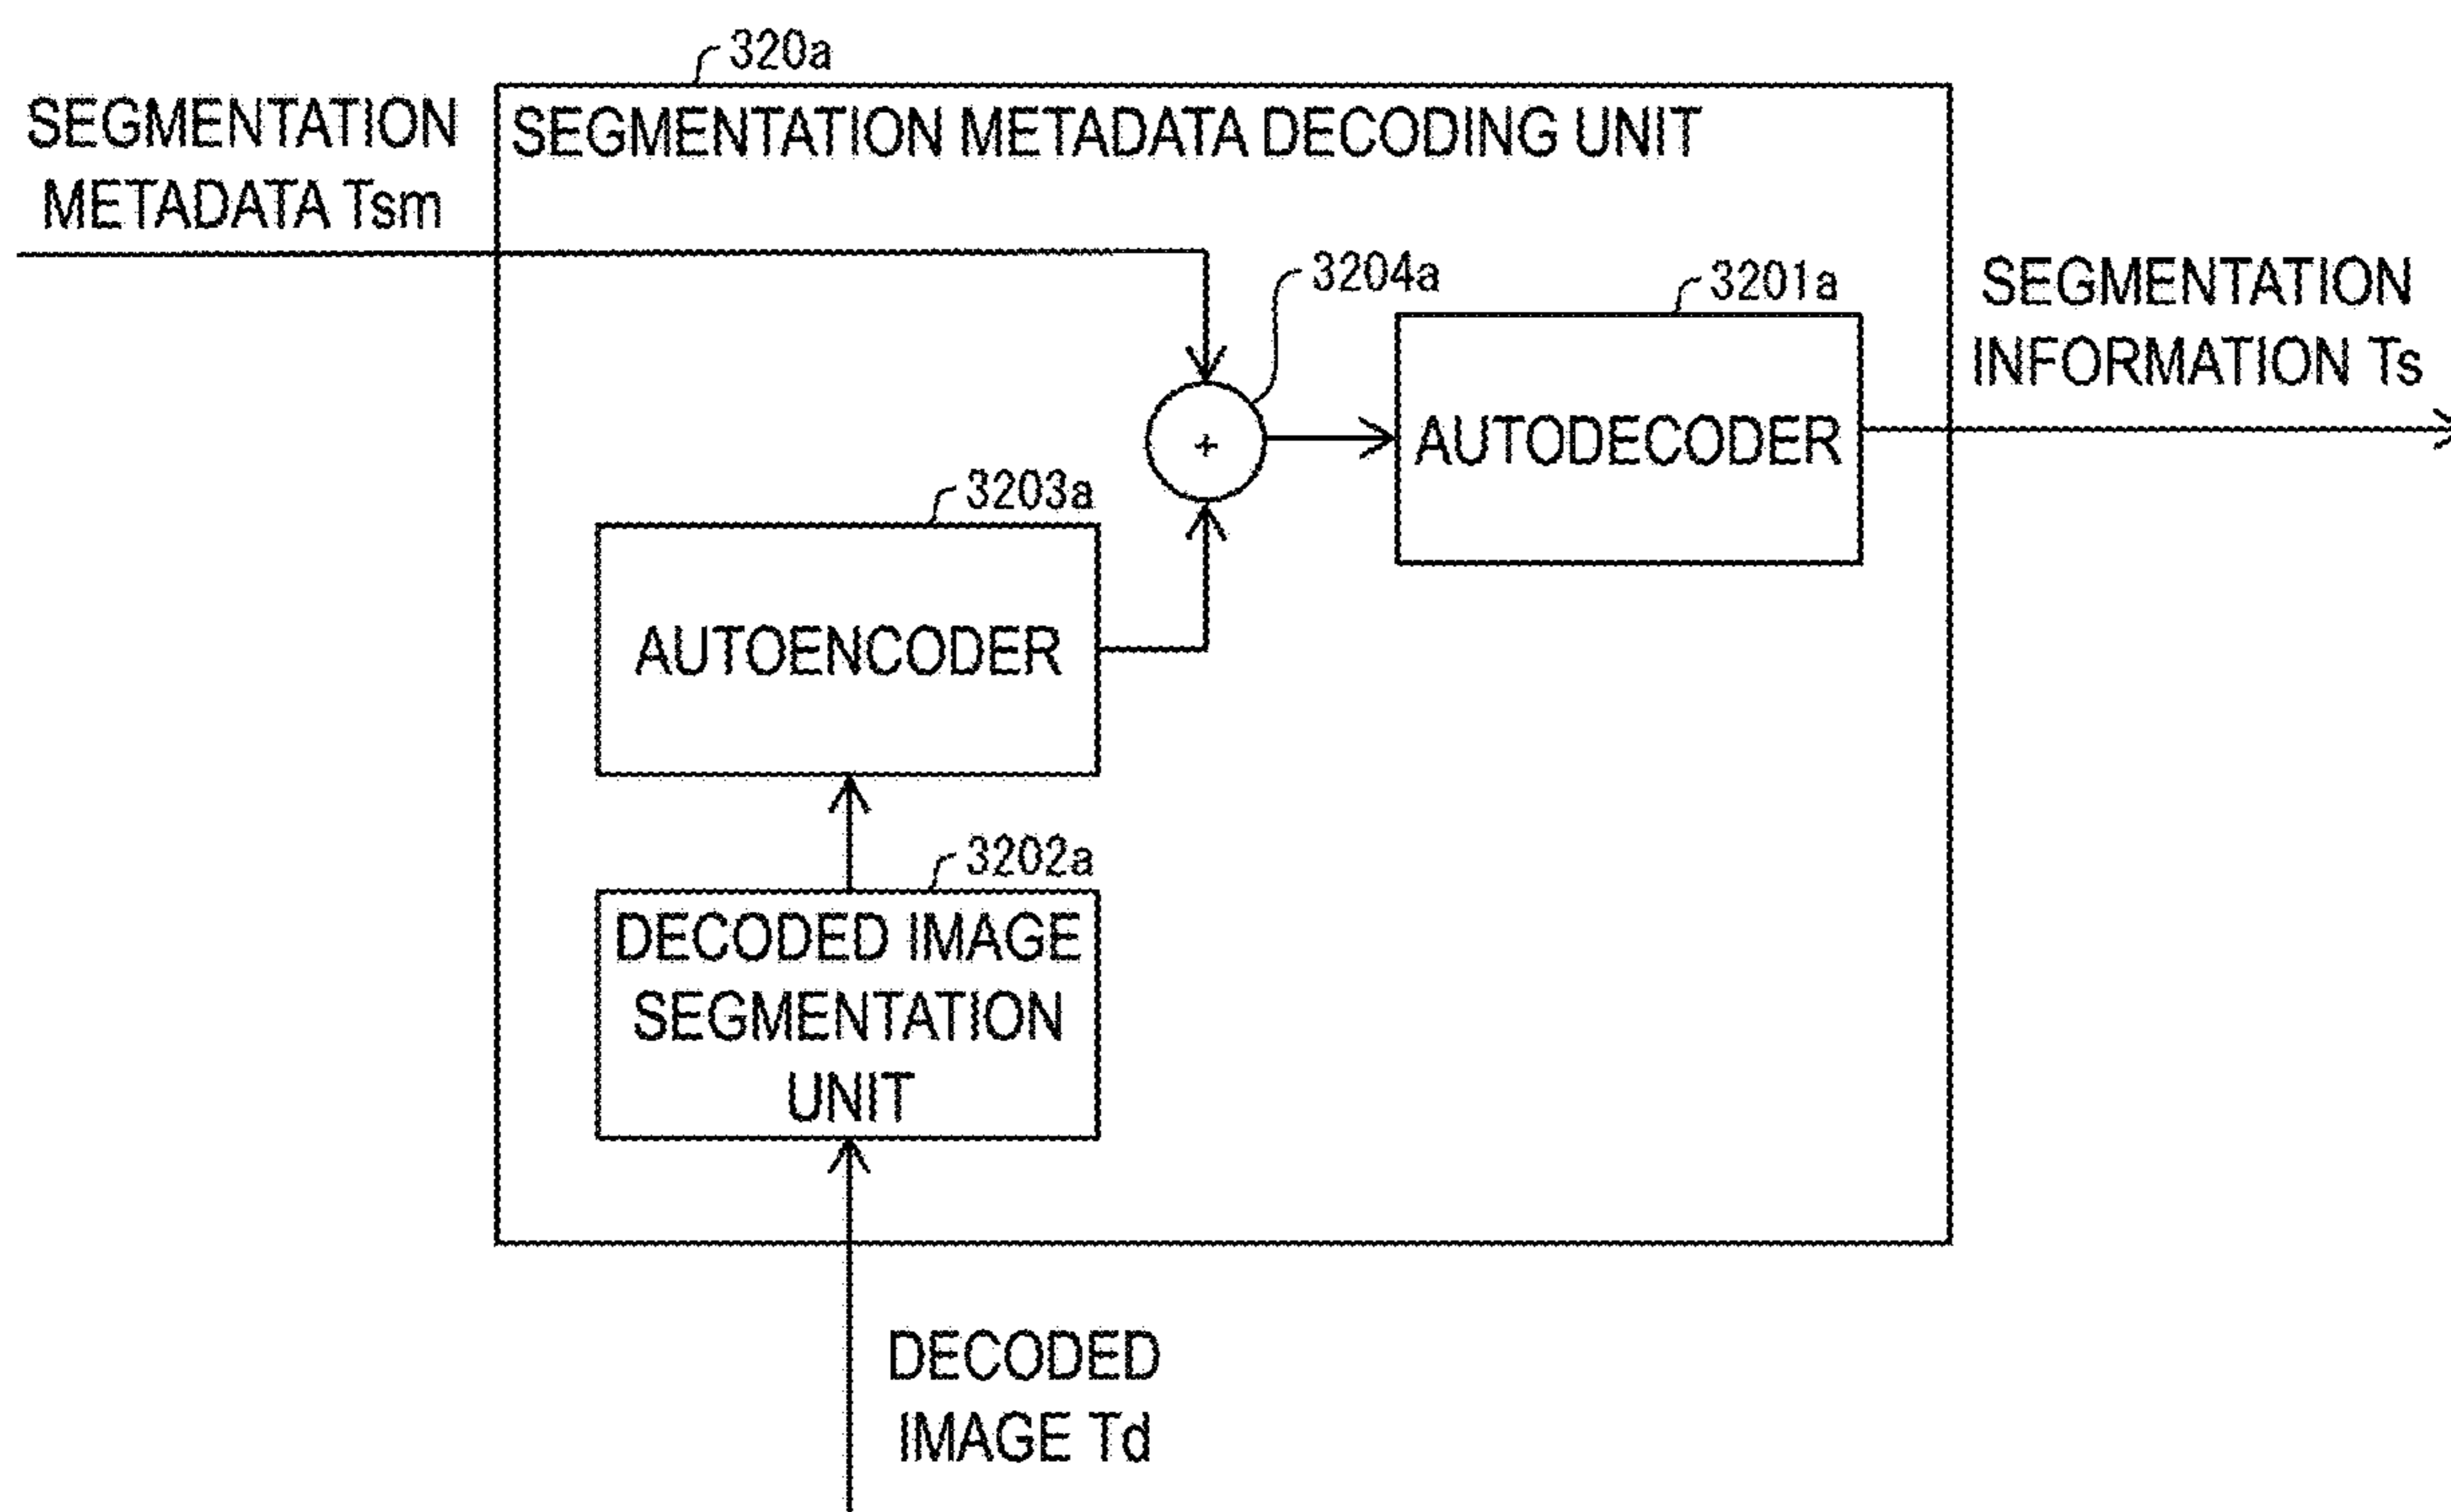 320a
SEGMENTATION
METADATA Tsm
SEGMENTATION METADATA DECODING UNIT
3204a
3201a
SEGMENTATION
INFORMATION Ts
+
AUTODECODER
3203a
AUTOENCODER
3202a
DECODED IMAGE
SEGMENTATION
UNIT
DECODED
IMAGE Td